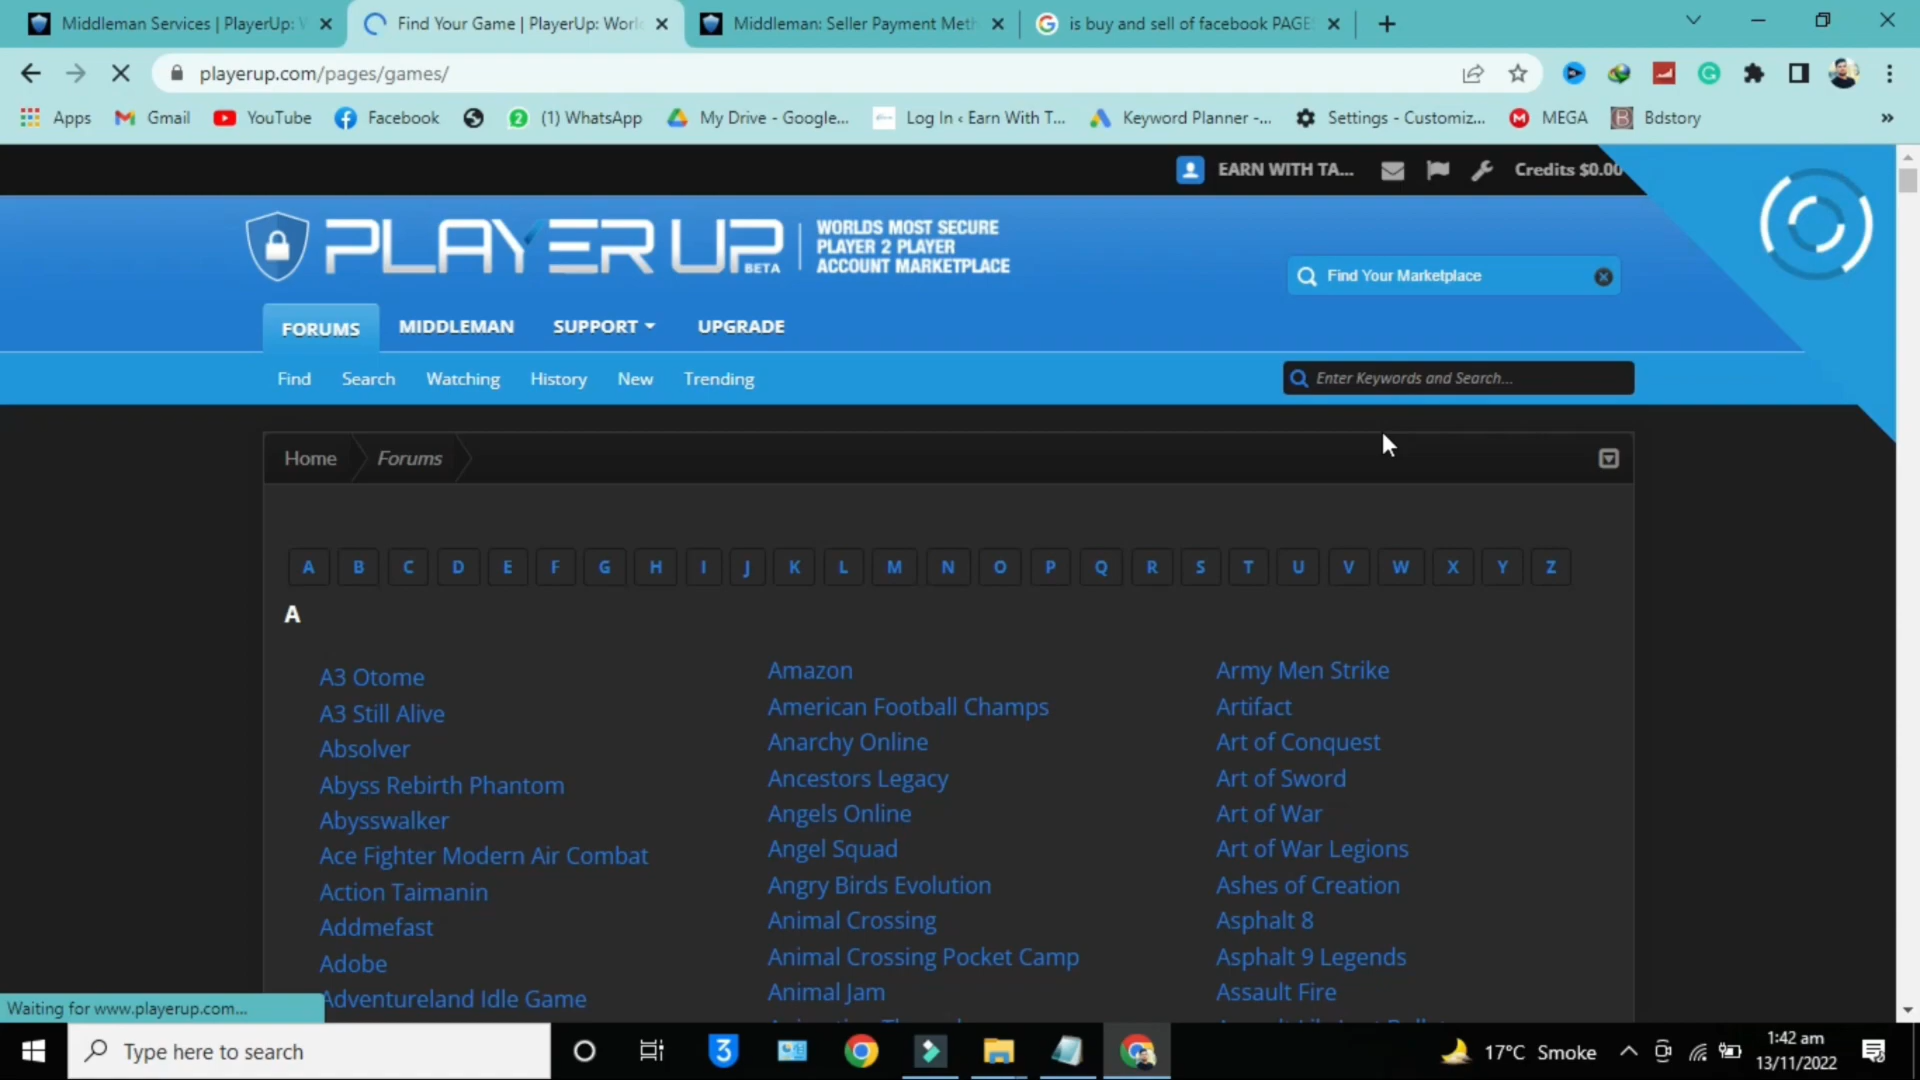 Middleman Services | PlayerUp: W
Find Your Game | PlayerUp: Worl
Middleman: Seller Payment Meth
is buy and sell of facebook PAGE
playerup.com/pages/games/
Apps
Gmail
YouTube
Facebook
(1) WhatsApp
My Drive - Google...
Log In ‹ Earn With T...
Keyword Planner -...
Settings - Customiz...
MEGA
Bdstory
»
EARN WITH TA...
Credits $0.00
PLAYER UP
BETA
WORLDS MOST SECURE
PLAYER 2 PLAYER
ACCOUNT MARKETPLACE
Find Your Marketplace
FORUMS
MIDDLEMAN
SUPPORT
UPGRADE
Find
Search
Watching
History
New
Trending
Enter Keywords and Search...
Home
Forums
A B C D E F G H I J K L M N O P Q R S T U V W X Y Z
A
A3 Otome
A3 Still Alive
Absolver
Abyss Rebirth Phantom
Abysswalker
Ace Fighter Modern Air Combat
Action Taimanin
Addmefast
Adobe
Adventureland Idle Game
Amazon
American Football Champs
Anarchy Online
Ancestors Legacy
Angels Online
Angel Squad
Angry Birds Evolution
Animal Crossing
Animal Crossing Pocket Camp
Animal Jam
Army Men Strike
Artifact
Art of Conquest
Art of Sword
Art of War
Art of War Legions
Ashes of Creation
Asphalt 8
Asphalt 9 Legends
Assault Fire
Waiting for www.playerup.com...
Type here to search
17°C Smoke
1:42 am
13/11/2022